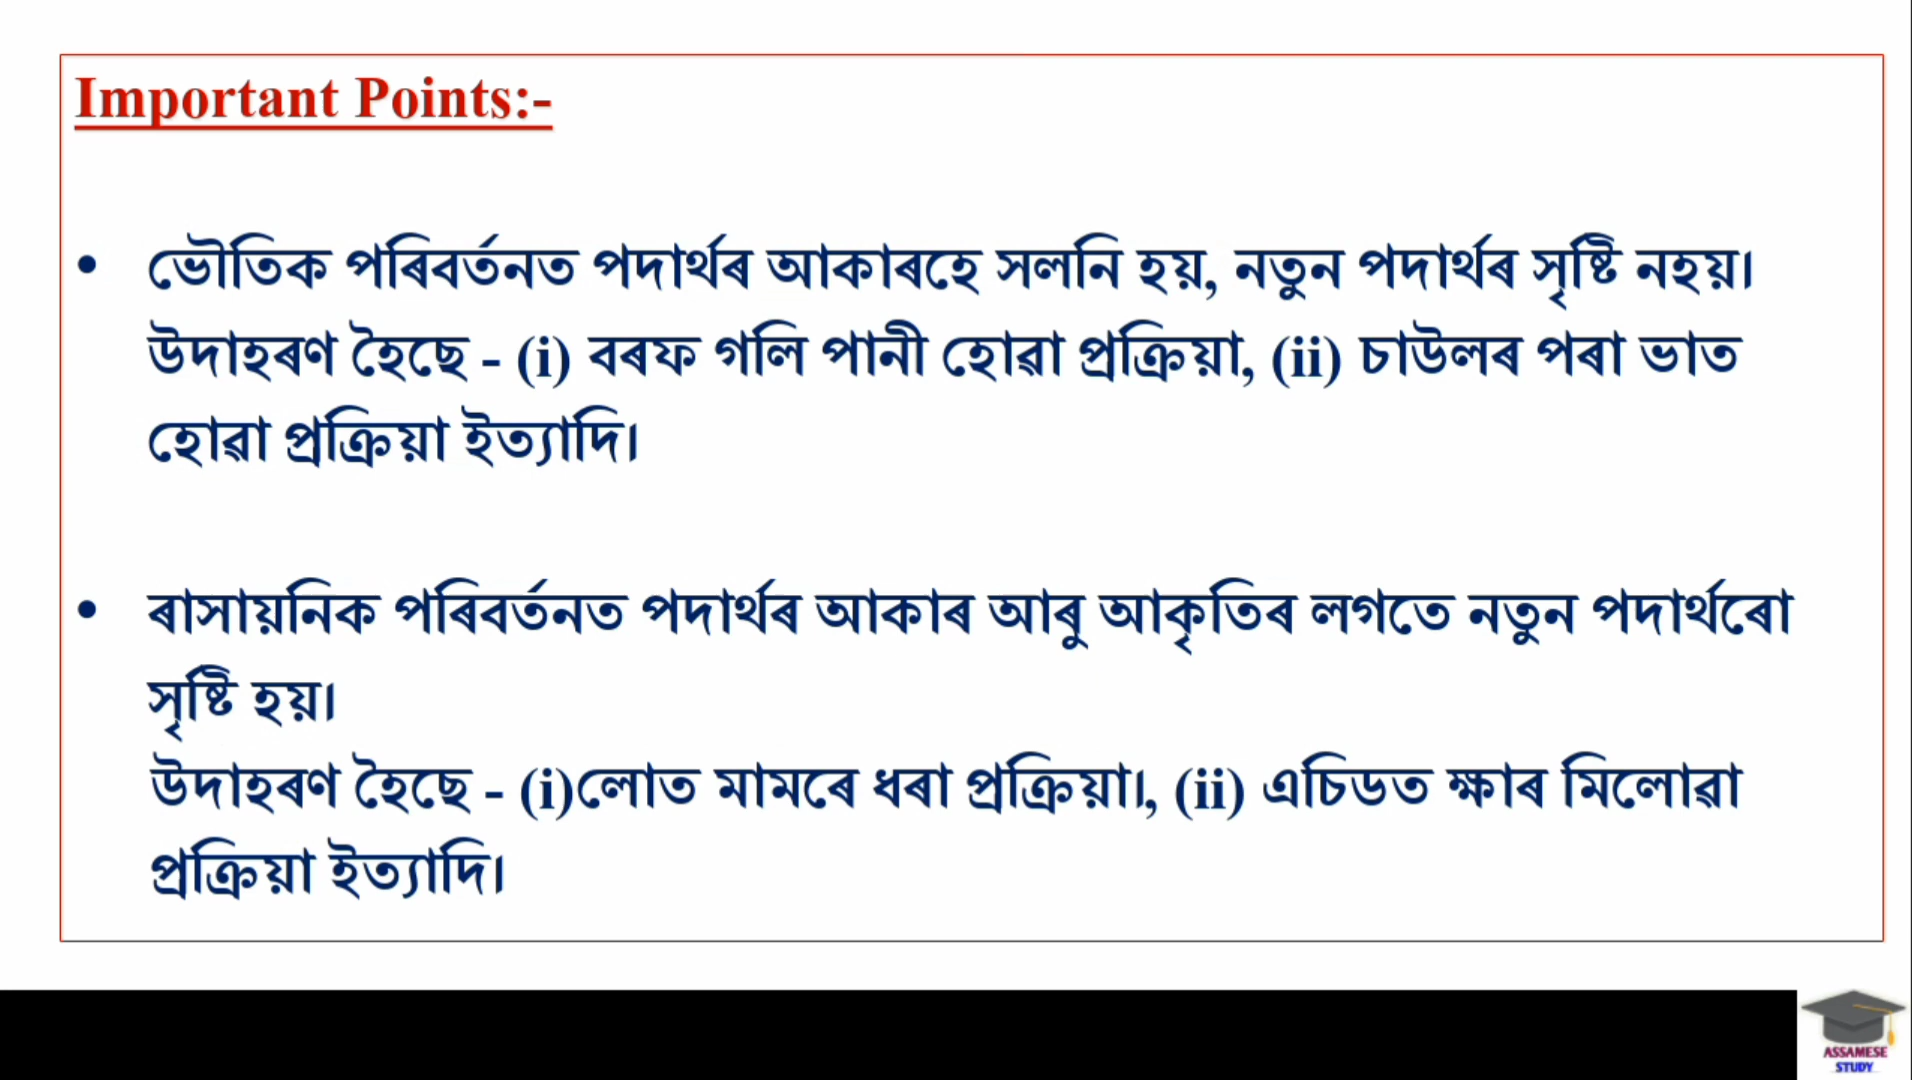 Important Points:-
• ভৌতিক পৰিবৰ্তনত পদাৰ্থৰ আকাৰহে সলনি হয়, নতুন পদাৰ্থৰ সৃষ্টি নহয়।
উদাহৰণ হৈছে - (i) বৰফ গলি পানী হোৱা প্ৰক্ৰিয়া, (ii) চাউলৰ পৰা ভাত
হোৱা প্ৰক্ৰিয়া ইত্যাদি।
• ৰাসায়নিক পৰিবৰ্তনত পদাৰ্থৰ আকাৰ আৰু আকৃতিৰ লগতে নতুন পদাৰ্থৰো
সৃষ্টি হয়।
উদাহৰণ হৈছে - (i)লোত মামৰে ধৰা প্ৰক্ৰিয়া।, (ii) এচিডত ক্ষাৰ মিলোৱা
প্ৰক্ৰিয়া ইত্যাদি।
ASSAMESE
STUDY